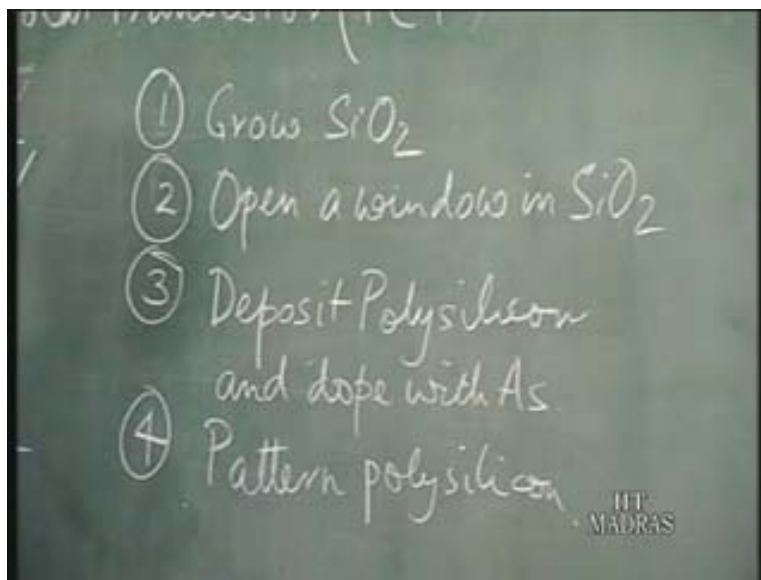 ① Grow SiO₂
② Open a window in SiO₂
③ Deposit Polysilicon
and dope with As
④ Pattern polysilicon
IIT
MADRAS